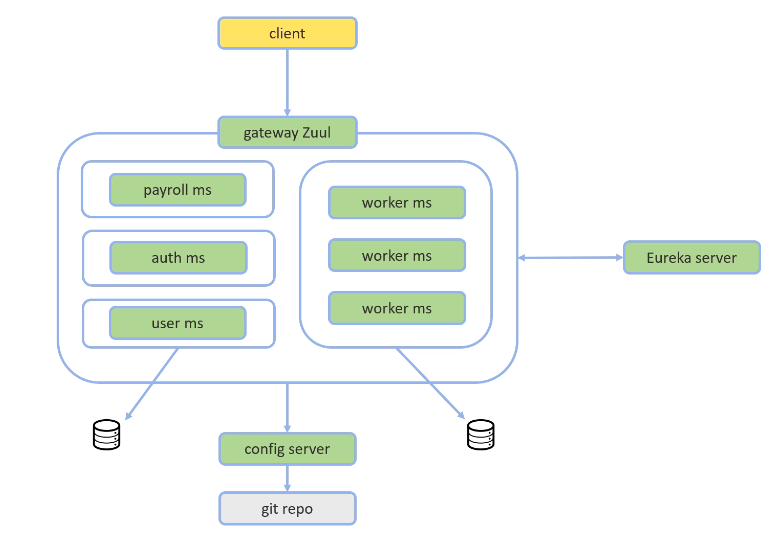 client
gateway Zuul
payroll ms
auth ms
user ms
worker ms
worker ms
worker ms
Eureka server
config server
git repo